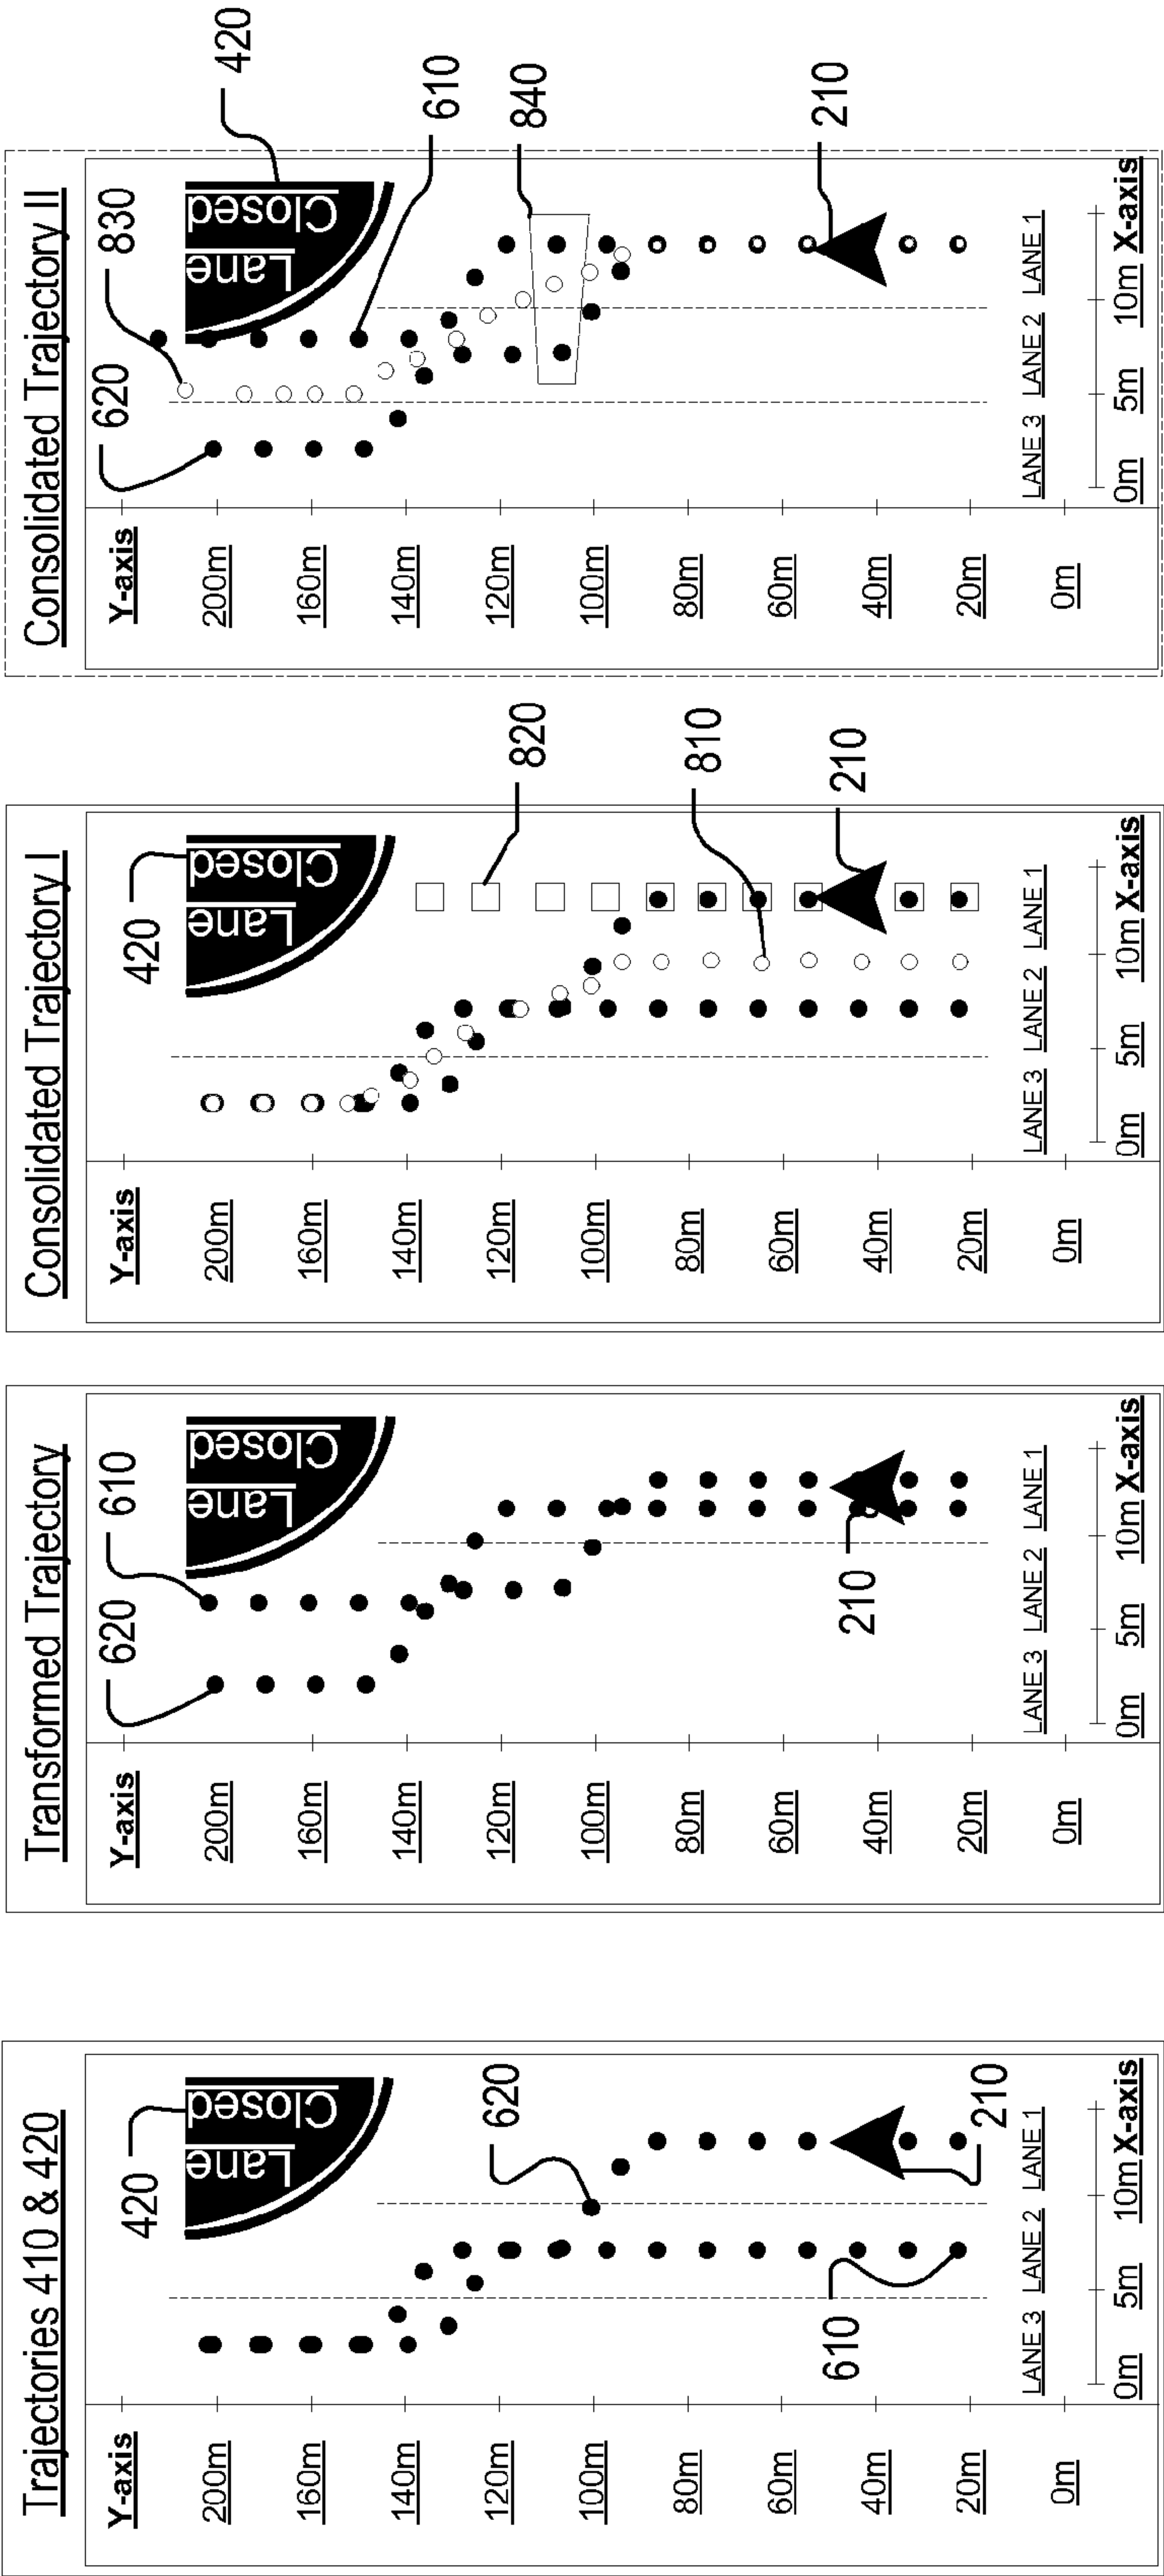 Trajectories 410 & 420
Y-axis
200m
160m
140m
120m
100m
80m
60m
40m
20m
0m
420
Lane
Closed
620
610
210
LANE 3 LANE 2 LANE 1
0m 5m 10m X-axis
Transformed Trajectory
Y-axis
200m
160m
140m
120m
100m
80m
60m
40m
20m
0m
620
610
Lane
Closed
210
LANE 3 LANE 2 LANE 1
0m 5m 10m X-axis
Consolidated Trajectory I
Y-axis
200m
160m
140m
120m
100m
80m
60m
40m
20m
0m
420
Lane
Closed
820
810
210
LANE 3 LANE 2 LANE 1
0m 5m 10m X-axis
Consolidated Trajectory II
Y-axis
200m
160m
140m
120m
100m
80m
60m
40m
20m
0m
620
830
420
Lane
Closed
610
840
210
LANE 3 LANE 2 LANE 1
0m 5m 10m X-axis